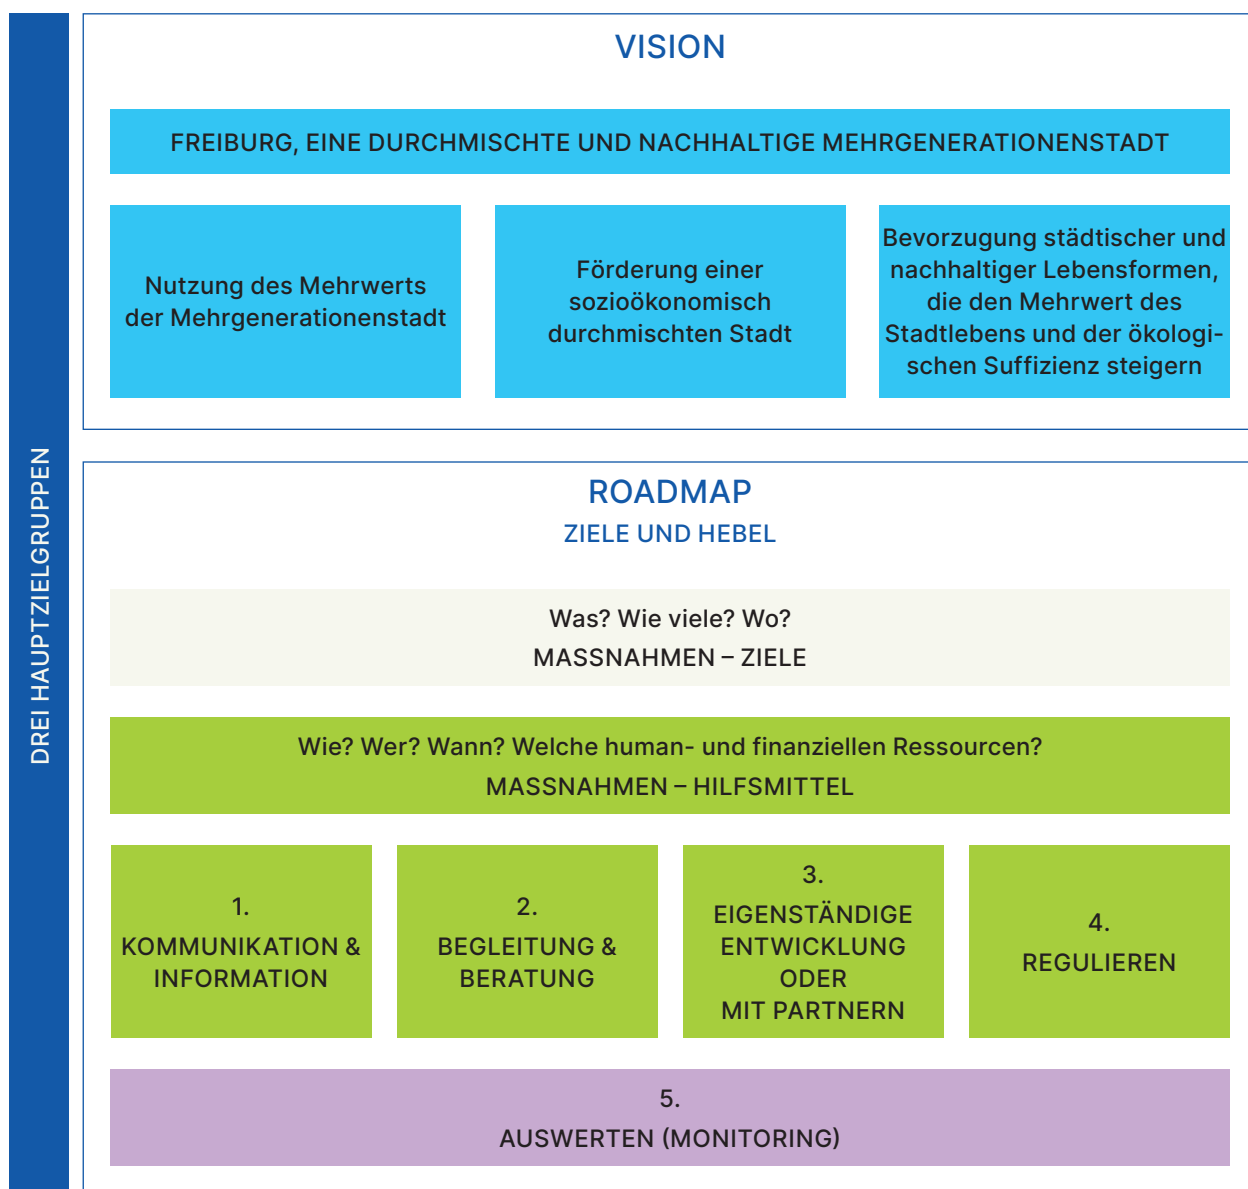 DREI HAUPTZIELGRUPPEN
VISION
FREIBURG, EINE DURCHMISCHTE UND NACHHALTIGE MEHRGENERATIONENSTADT
Nutzung des Mehrwerts
der Mehrgenerationenstadt
Förderung einer
sozioökonomisch
durchmischten Stadt
Bevorzugung städtischer und
nachhaltiger Lebensformen,
die den Mehrwert des
Stadtlebens und der ökologi-
schen Suffizienz steigern
ROADMAP
ZIELE UND HEBEL
Was? Wie viele? Wo?
MASSNAHMEN – ZIELE
Wie? Wer? Wann? Welche human- und finanziellen Ressourcen?
MASSNAHMEN – HILFSMITTEL
1.
KOMMUNIKATION &
INFORMATION
2.
BEGLEITUNG &
BERATUNG
3.
EIGENSTÄNDIGE
ENTWICKLUNG
ODER
MIT PARTNERN
4.
REGULIEREN
5.
AUSWERTEN (MONITORING)